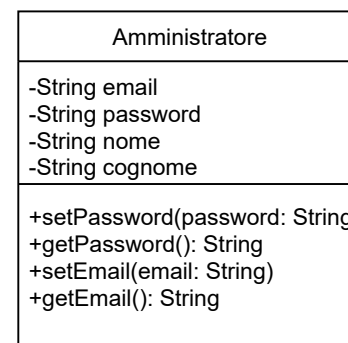 Amministratore
-String email
-String password
-String nome
-String cognome
+setPassword(password: String
+getPassword(): String
+setEmail(email: String)
+getEmail(): String